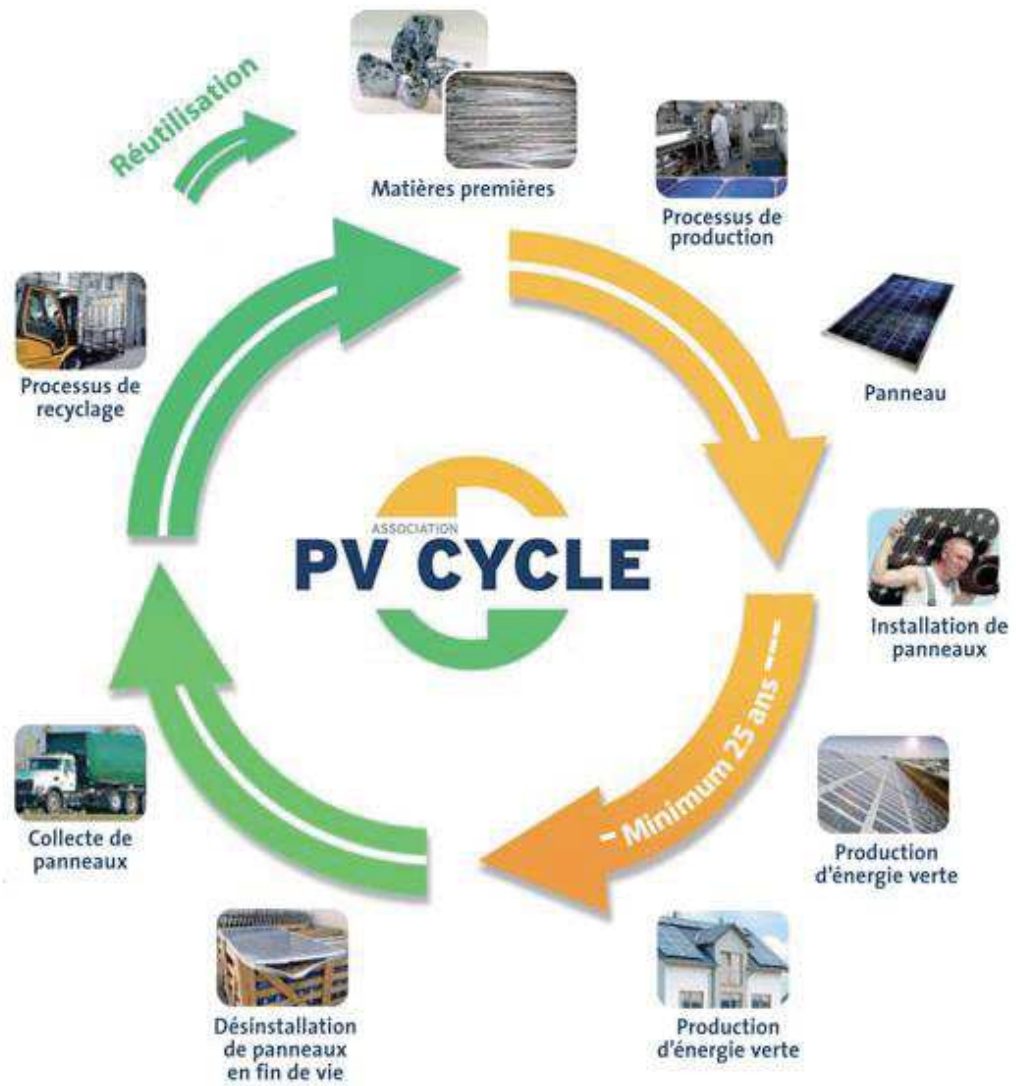 Réutilisation
Matières premières
Processus de
production
Panneau
Installation de
panneaux
Minimum 25 ans
Production
d'énergie verte
Production
d'énergie verte
Désinstallation
de panneaux
en fin de vie
Collecte de
panneaux
Processus de
recyclage
ASSOCIATION
PV CYCLE